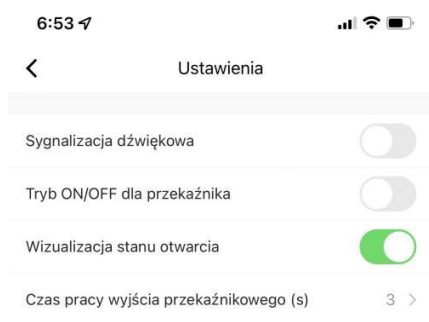 6:53
Ustawienia
Sygnalizacja dźwiękowa
Tryb ON/OFF dla przekaźnika
Wizualizacja stanu otwarcia
Czas pracy wyjścia przekaźnikowego (s) 3